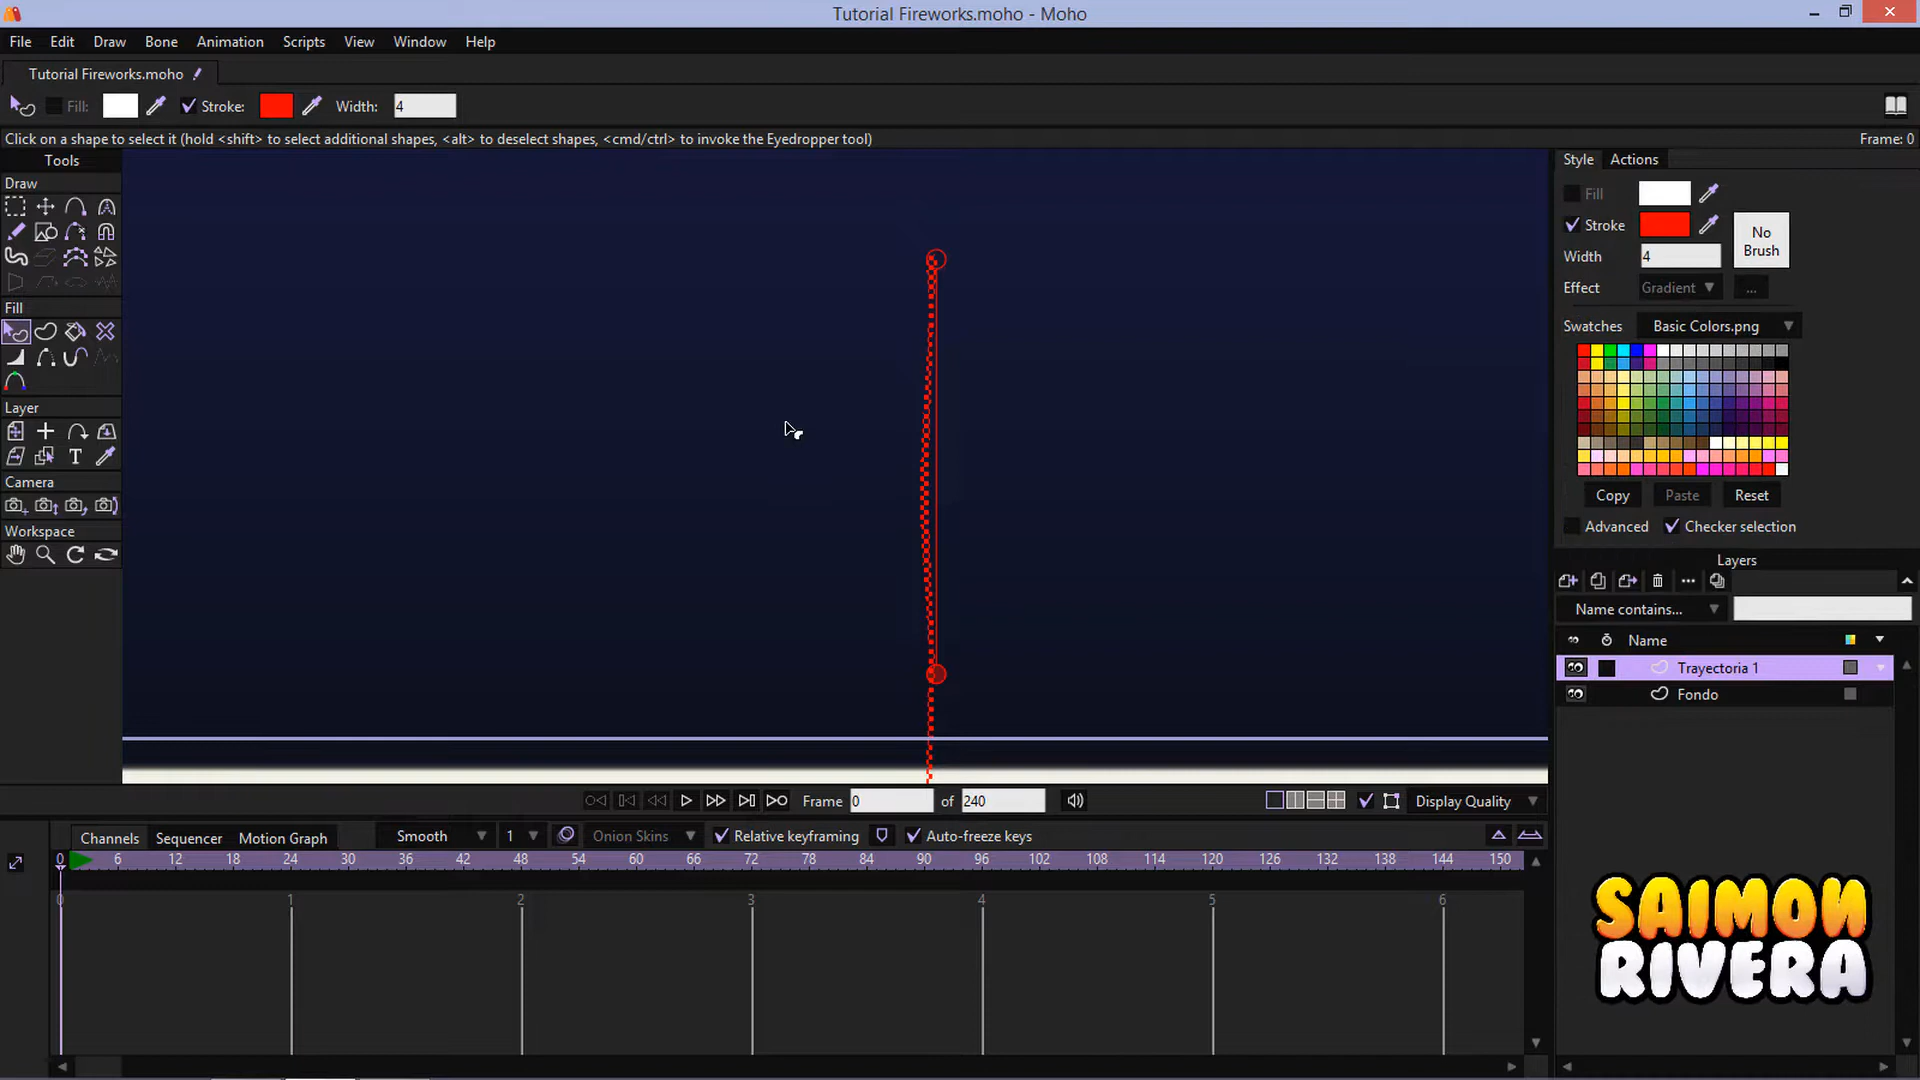 Tutorial Fireworks.moho - Moho
File Edit Draw Bone Animation Scripts View Window Help
Tutorial Fireworks.moho
Fill: Stroke: Width: 4
Click on a shape to select it (hold <shift> to select additional shapes, <alt> to deselect shapes, <cmd/ctrl> to invoke the Eyedropper tool)
Frame: 0
Tools
Draw
Fill
Layer
T
Camera
Workspace
Style Actions
Fill
Stroke
Width 4
No Brush
Effect Gradient ...
Swatches Basic Colors.png
Copy Paste Reset
Advanced Checker selection
Layers
Name contains...
Name
Trayectoria 1
Fondo
Frame 0 of 240
Display Quality
Channels Sequencer Motion Graph Smooth 1 Onion Skins Relative keyframing Auto-freeze keys
0 6 12 18 24 30 36 42 48 54 60 66 72 78 84 90 96 102 108 114 120 126 132 138 144 150
0 1 2 3 4 5 6
SAIMON
RIVERA